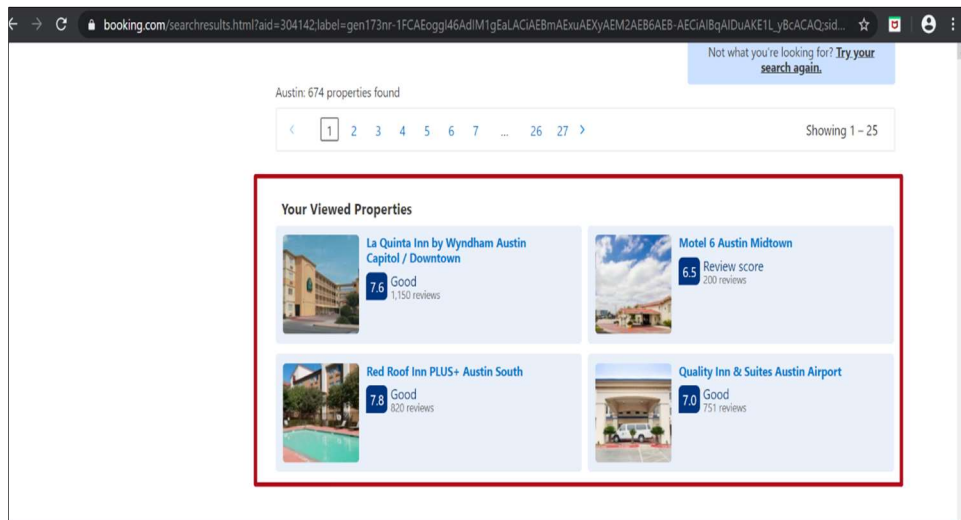 booking.com/searchresults.html?aid=304142;label=gen173nr-1FCAEoggI46AdIM1gEaLACiAEBmAExuAEXyAEM2AEB6AEB-AECiAIBqAIDuAKE1L_yBcACAQ;sid...
Not what you're looking for? Try your
search again.
Austin: 674 properties found
1 2 3 4 5 6 7 ... 26 27
Showing 1 – 25
Your Viewed Properties
La Quinta Inn by Wyndham Austin
Capitol / Downtown
7.6 Good
1,150 reviews
Motel 6 Austin Midtown
6.5 Review score
200 reviews
Red Roof Inn PLUS+ Austin South
7.8 Good
820 reviews
Quality Inn & Suites Austin Airport
7.0 Good
751 reviews